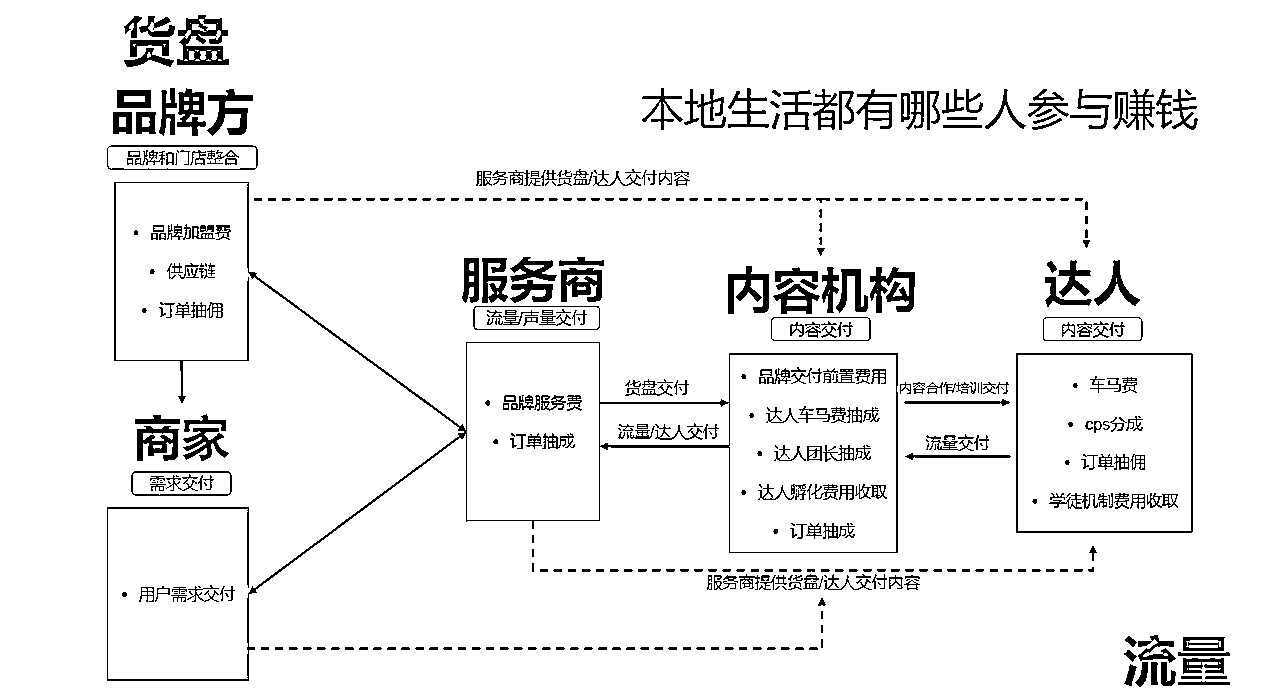 货盘
品牌方
品牌和门店整合
本地生活都有哪些人参与赚钱
服务商提供货盘/达人交付内容
• 品牌加盟费
• 供应链
• 订单抽佣
服务商
流量/声量交付
• 品牌服务费
• 订单抽成
内容机构
内容交付
• 品牌交付前置费用
• 达人车马费抽成
• 达人团长抽成
• 达人孵化费用收取
• 订单抽成
达人
内容交付
• 车马费
• cps分成
• 订单抽佣
• 学徒机制费用收取
货盘交付
流量/达人交付
内容合作/培训交付
流量交付
商家
需求交付
• 用户需求交付
服务商提供货盘/达人交付内容
流量